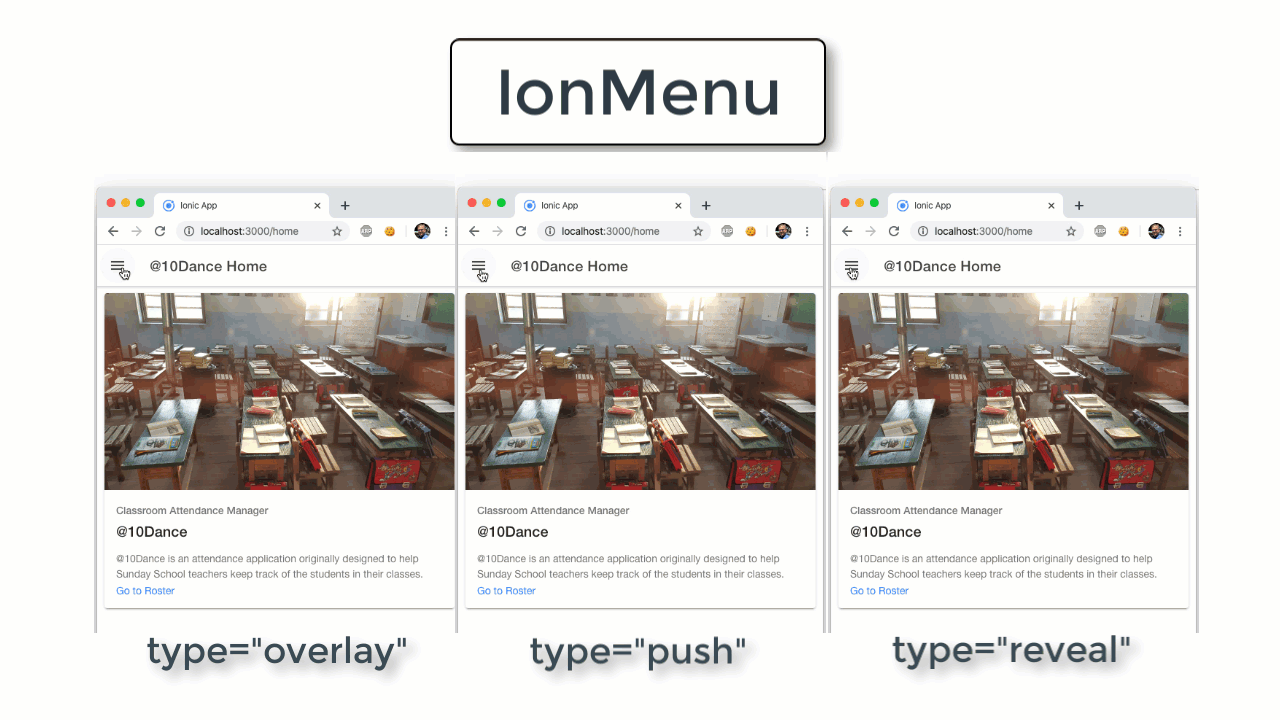 IonMenu
Ionic App
localhost:3000/home
@10Dance Home
Classroom Attendance Manager
@10Dance
@10Dance is an attendance application originally designed to help
Sunday School teachers keep track of the students in their classes.
Go to Roster
type="overlay"
Ionic App
localhost:3000/home
@10Dance Home
Classroom Attendance Manager
@10Dance
@10Dance is an attendance application originally designed to help
Sunday School teachers keep track of the students in their classes.
Go to Roster
type="push"
Ionic App
localhost:3000/home
@10Dance Home
Classroom Attendance Manager
@10Dance
@10Dance is an attendance application originally designed to help
Sunday School teachers keep track of the students in their classes.
Go to Roster
type="reveal"